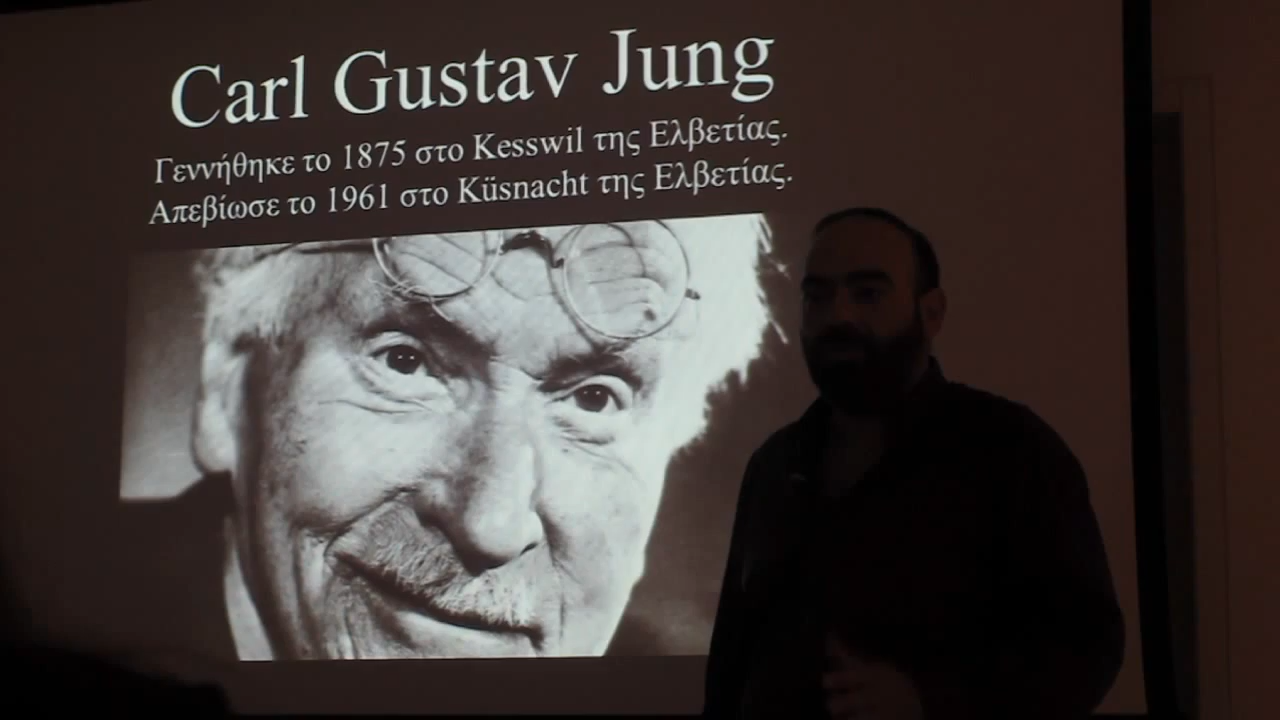 Carl Gustav Jung
Γεννήθηκε το 1875 στο Kesswil της Ελβετίας.
Απεβίωσε το 1961 στο Küsnacht της Ελβετίας.